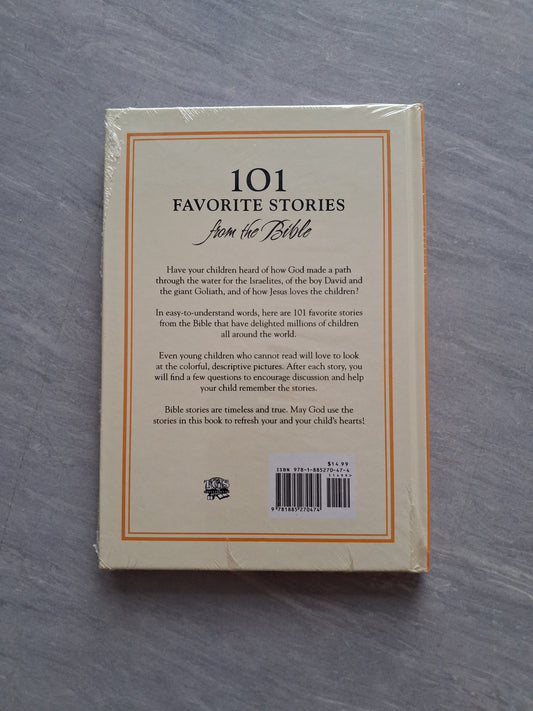 101
FAVORITE STORIES
from the Bible
Have your children heard of how God made a path
through the water for the Israelites, of the boy David and
the giant Goliath, and of how Jesus loves the children?
In easy-to-understand words, here are 101 favorite stories
from the Bible that have delighted millions of children
all around the world.
Even young children who cannot read will love to look
at the colorful, descriptive pictures. After each story, you
will find a few questions to encourage discussion and help
your child remember the stories.
Bible stories are timeless and true. May God use the
stories in this book to refresh your and your child's hearts!
$14.99
ISBN 978-1-885270-47-4
51499>
9 781885 270474